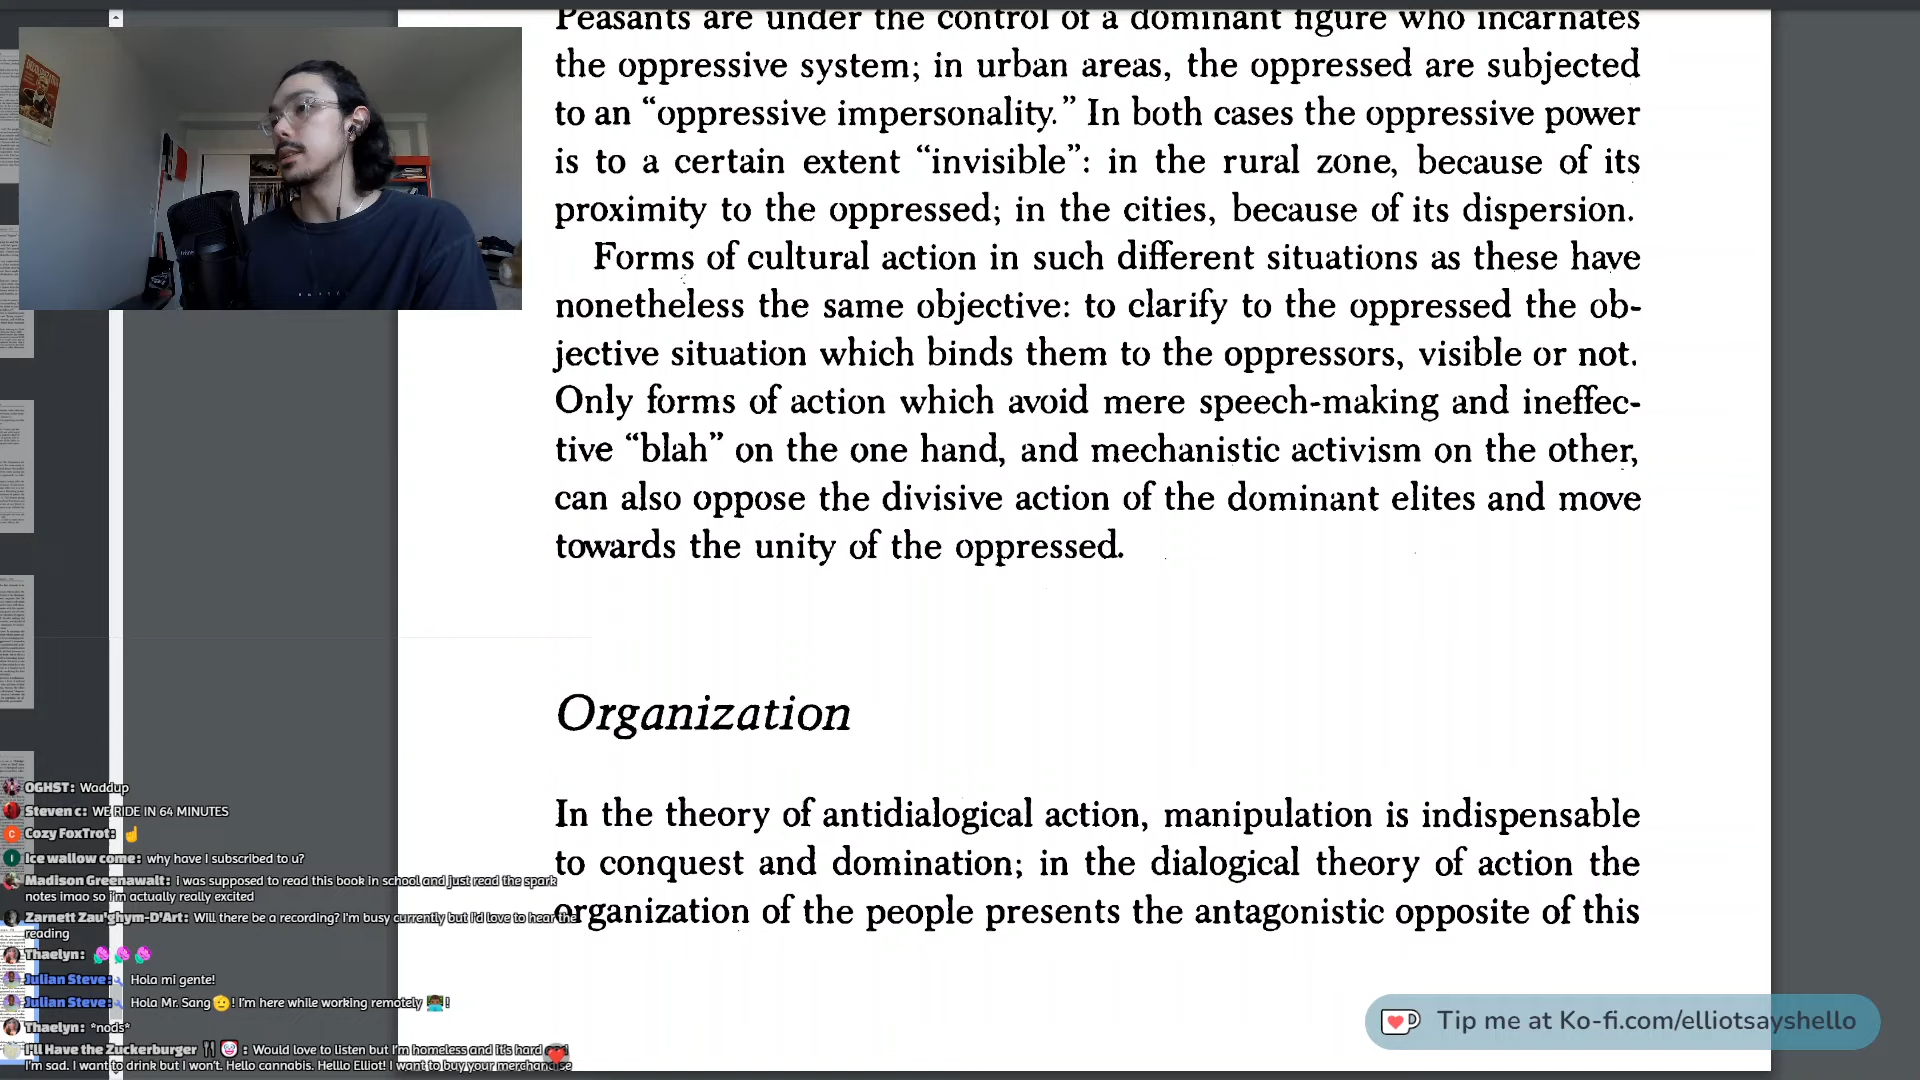 Peasants are under the control of a dominant figure who incarnates
the oppressive system; in urban areas, the oppressed are subjected
to an “oppressive impersonality.” In both cases the oppressive power
is to a certain extent “invisible”: in the rural zone, because of its
proximity to the oppressed; in the cities, because of its dispersion.
Forms of cultural action in such different situations as these have
nonetheless the same objective: to clarify to the oppressed the ob-
jective situation which binds them to the oppressors, visible or not.
Only forms of action which avoid mere speech-making and ineffec-
tive “blah” on the one hand, and mechanistic activism on the other,
can also oppose the divisive action of the dominant elites and move
towards the unity of the oppressed.
Organization
In the theory of antidialogical action, manipulation is indispensable
to conquest and domination; in the dialogical theory of action the
organization of the people presents the antagonistic opposite of this
OGHST: Waddup
Steven c: WE RIDE IN 64 MINUTES
Cozy FoxTrot: ☝️
Ice wallow come: why have I subscribed to u?
Madison Greenawalt: I was supposed to read this book in school and just read the spark
notes lmao so I'm actually really excited
Zarnett Zau'ghym-D'Art: Will there be a recording? I'm busy currently but I'd love to hear the
reading
Thaelyn:
Julian Steve: Hola mi gente!
Julian Steve: Hola Mr. Sang🫡! I'm here while working remotely 👨🏾‍💻!
Thaelyn: *nods*
I'll Have the Zuckerburger 🍴🤡: Would love to listen but I'm homeless and it's hard
I'm sad. I want to drink but I won't. Hello cannabis. Helllo Elliot! I want to buy your merchandise
Tip me at Ko-fi.com/elliotsayshello